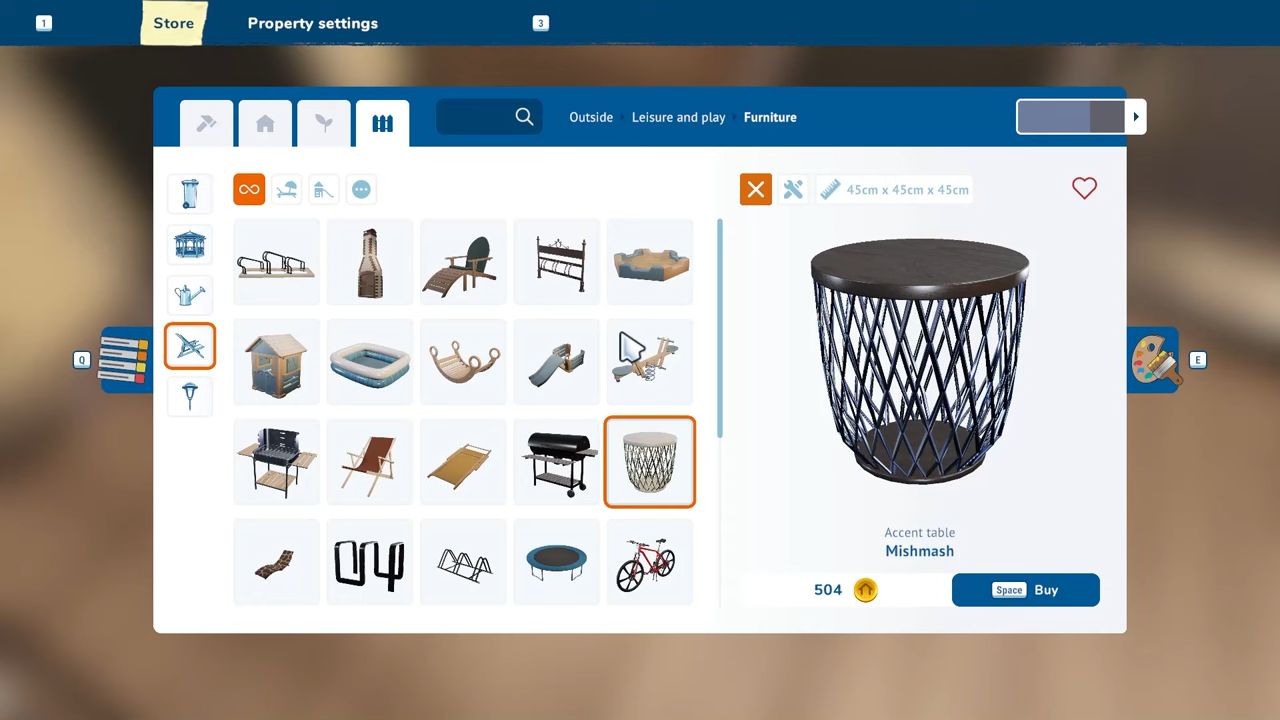 1
Store
Property settings
3
Outside
Leisure and play
Furniture
45cm x 45cm x 45cm
Q
E
Accent table
Mishmash
504
Space
Buy